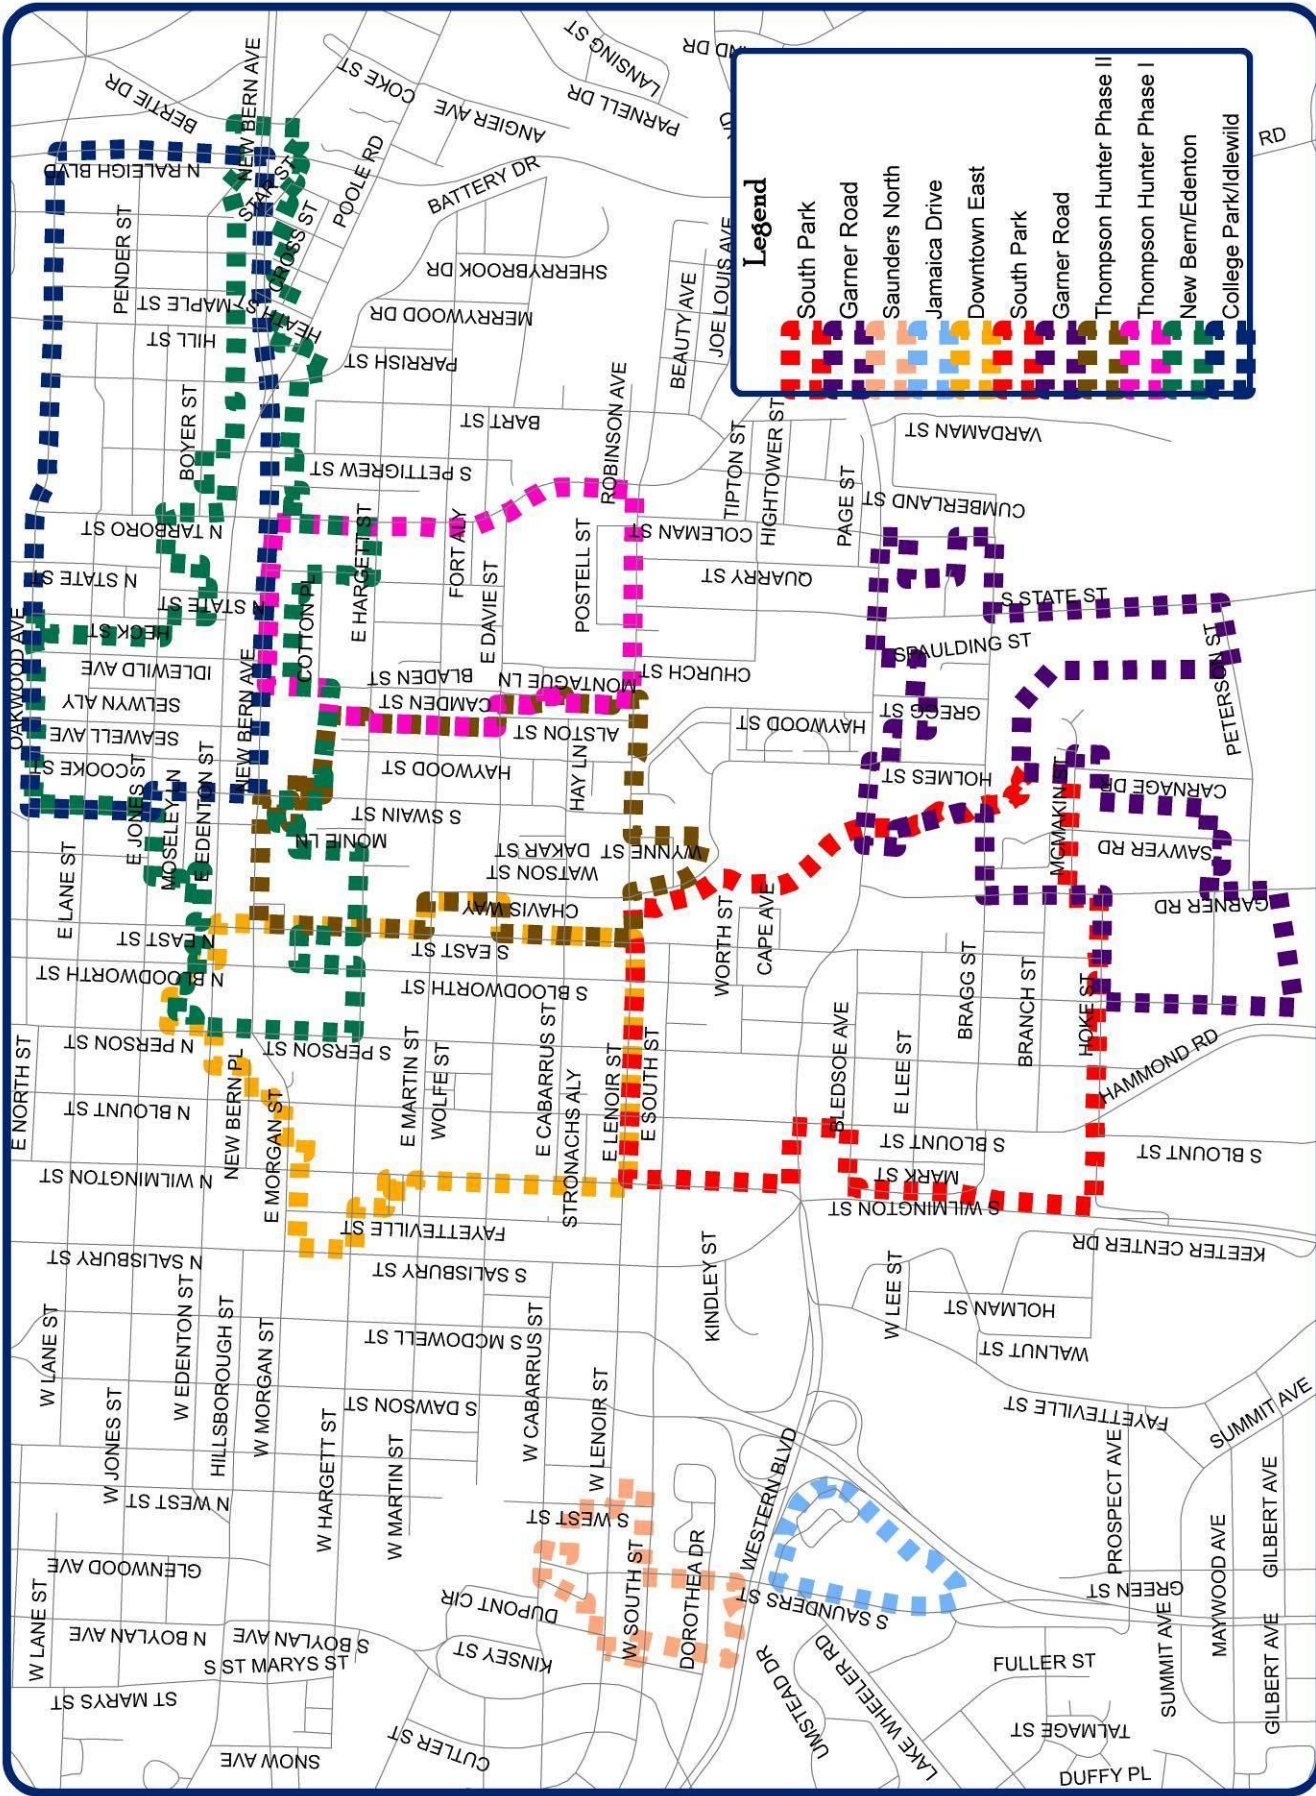 NEW BERN AVE
COKE ST
LANSING ST
BERTIE DR
ANGIER AVE
PARNELL DR
RD
N RALEIGH BLVD
STAR ST
POOLE RD
BATTERY DR
PENDER ST
CROSS ST
SHERRYBROOK DR
MAPLE ST
HEATH ST
MERRYWOOD DR
HILL ST
PARRISH ST
BEAUTY AVE
JOE LOUIS AVE
Legend
South Park
Garner Road
Saunders North
Jamaica Drive
Downtown East
South Park
Garner Road
Thompson Hunter Phase II
Thompson Hunter Phase I
New Bern/Edenton
College Park/Idlewild
BOYER ST
BART ST
ROBINSON AVE
TIPTON ST
HIGHTOWER ST
VARDAMAN ST
S PETTIGREW ST
PAGE ST
CUMBERLAND ST
N TARBORO ST
E HARGETT ST
FORT ALY
POSTELL ST
COLEMAN ST
N STATE ST
QUARRY ST
N STATE ST
COTTON PL
E DAVIE ST
S STATE ST
OAKWOOD AVE
HECK ST
SPAULDING ST
PETERSON ST
IDLEWILD AVE
BLADEN ST
MONTAGUE LN
CHURCH ST
SELWYN ALY
NEW BERN AVE
CAMDEN ST
GREGG ST
SEAWELL AVE
ALSTON ST
HAYWOOD ST
COOKE ST
E JONES ST
MOSELEY LN
E EDENTON ST
HAYWOOD ST
HAY LN
HOLMES ST
MCMAKIN ST
CARNAGE DR
S SWAIN ST
MONIE LN
DAKAR ST
WYNNE ST
SAWYER RD
E LANE ST
WATSON ST
CHAVIS WAY
WORTH ST
CAPE AVE
GARNER RD
N EAST ST
S EAST ST
BRAGG ST
BRANCH ST
HOKE ST
N BLOODWORTH ST
S BLOODWORTH ST
E NORTH ST
N PERSON ST
S PERSON ST
E MARTIN ST
WOLFE ST
E CABARRUS ST
STRONACHS ALY
E LENOIR ST
E SOUTH ST
BLEDSOE AVE
E LEE ST
HAMMOND RD
N BLOUNT ST
NEW BERN PL
E MORGAN ST
S BLOUNT ST
S BLOUNT ST
N WILMINGTON ST
MARK ST
S WILMINGTON ST
FAYETTEVILLE ST
KEETER CENTER DR
N SALISBURY ST
S SALISBURY ST
KINDLEY ST
W LEE ST
HOLMAN ST
W LANE ST
W EDENTON ST
HILLSBOROUGH ST
W MORGAN ST
S MCDOWELL ST
W CABARRUS ST
WALNUT ST
W JONES ST
S DAWSON ST
W LENOIR ST
FAYETTEVILLE ST
SUMMIT AVE
W HARGETT ST
W MARTIN ST
WESTERN BLVD
PROSPECT AVE
GILBERT AVE
N WEST ST
S WEST ST
MAYWOOD AVE
GLENWOOD AVE
W SOUTH ST
DOROTHEA DR
GREEN ST
W LANE ST
DUPONT CIR
S SAUNDERS ST
N BOYLAN AVE
S BOYLAN AVE
KINSEY ST
UMSTEAD DR
LAKE WHEELER RD
SUMMIT AVE
GILBERT AVE
S ST MARYS ST
FULLER ST
ST MARYS ST
TALMAGE ST
SNOW AVE
CUTLER ST
DUFFY PL